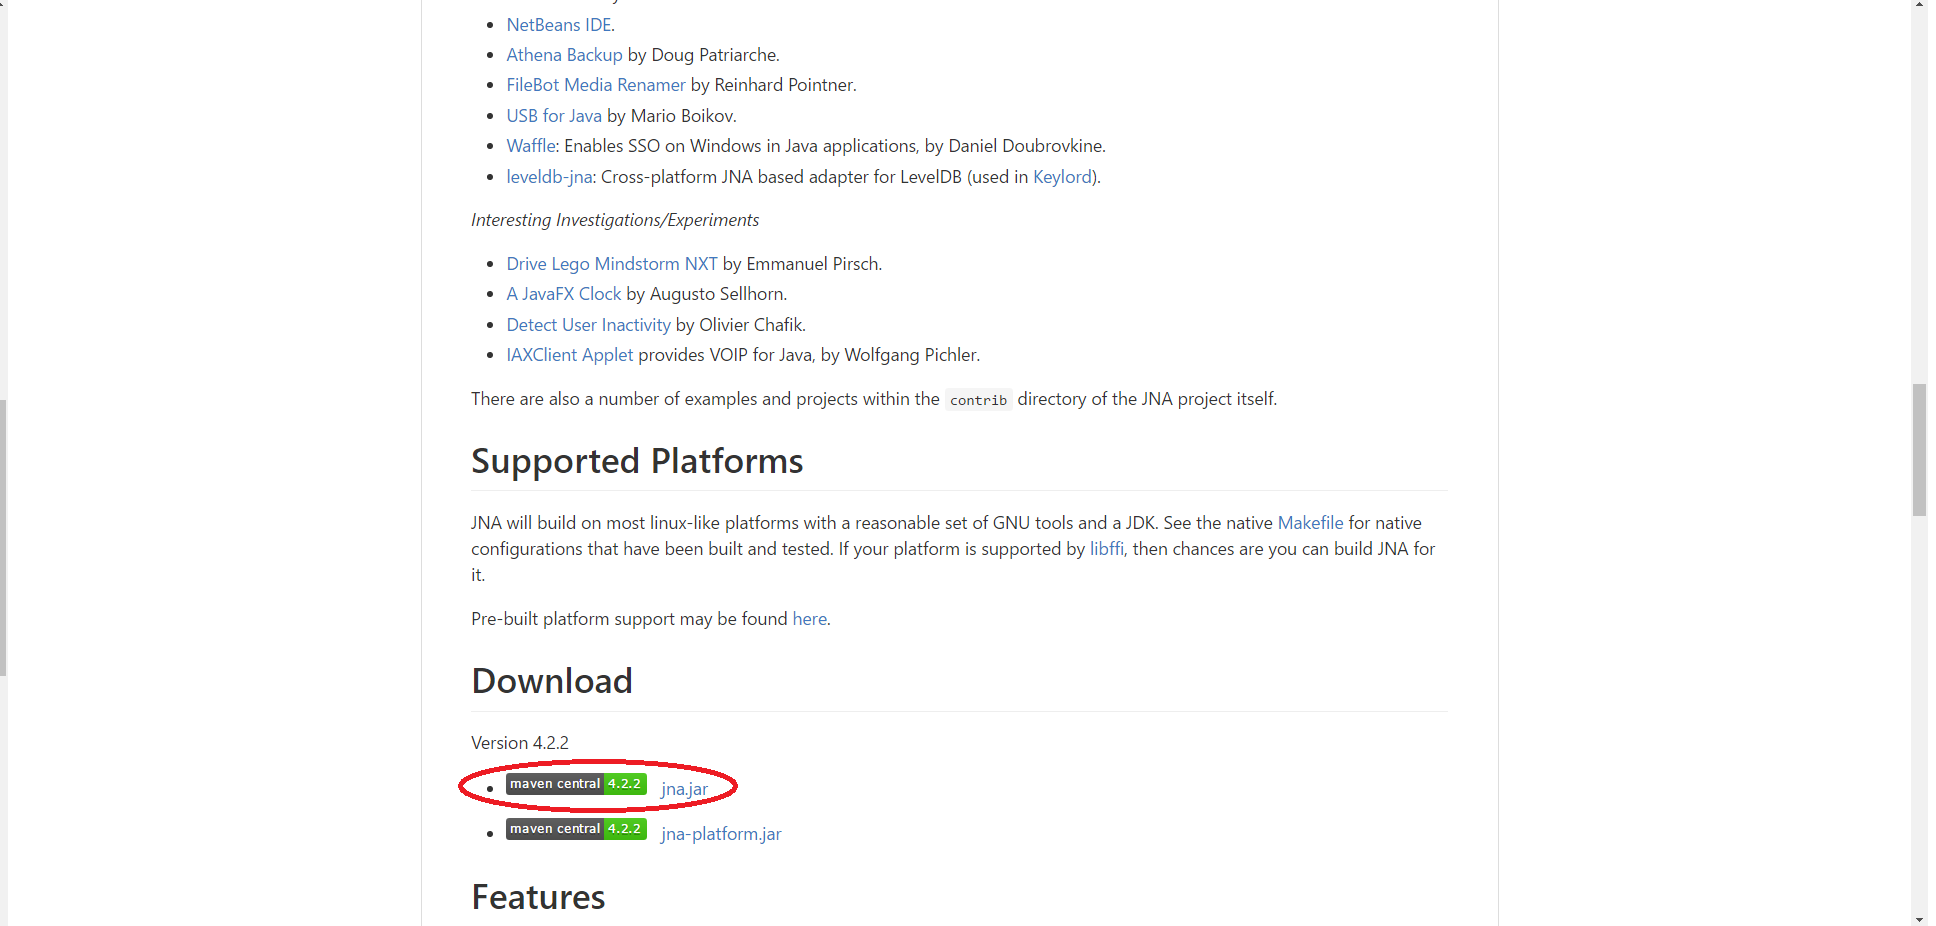 NetBeans IDE.
Athena Backup by Doug Patriarche.
FileBot Media Renamer by Reinhard Pointner.
USB for Java by Mario Boikov.
Waffle: Enables SSO on Windows in Java applications, by Daniel Doubrovkine.
leveldb-jna: Cross-platform JNA based adapter for LevelDB (used in Keylord).
Interesting Investigations/Experiments
Drive Lego Mindstorm NXT by Emmanuel Pirsch.
A JavaFX Clock by Augusto Sellhorn.
Detect User Inactivity by Olivier Chafik.
IAXClient Applet provides VOIP for Java, by Wolfgang Pichler.
There are also a number of examples and projects within the contrib directory of the JNA project itself.
Supported Platforms
JNA will build on most linux-like platforms with a reasonable set of GNU tools and a JDK. See the native Makefile for native
configurations that have been built and tested. If your platform is supported by libffi, then chances are you can build JNA for
it.
Pre-built platform support may be found here.
Download
Version 4.2.2
maven central 4.2.2 jna.jar
maven central 4.2.2 jna-platform.jar
Features